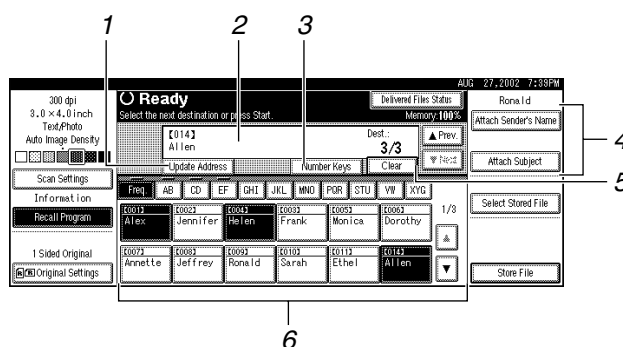 1 2 3
AUG 27,2002 7:39PM
300 dpi
3.0×4.0inch
Text/Photo
Auto Image Density
Scan Settings
Information
Recall Program
1 Sided Original
Original Settings
Ready
Select the next destination or press Start.
Delivered Files Status
Memory:100%
[014]
Allen
Dest.:
3/3
▲ Prev.
▼ Next
Update Address
Number Keys
Clear
Freq. AB CD EF GHI JKL MNO PQR STU VW XYG
[001] Alex
[002] Jennifer
[004] Helen
[003] Frank
[005] Monica
[006] Dorothy
1/3
▲
[007] Annette
[008] Jeffrey
[009] Ronald
[010] Sarah
[011] Ethel
[014] Allen
▼
Ronald
Attach Sender's Name
Attach Subject
Select Stored File
Store File
4
5
6